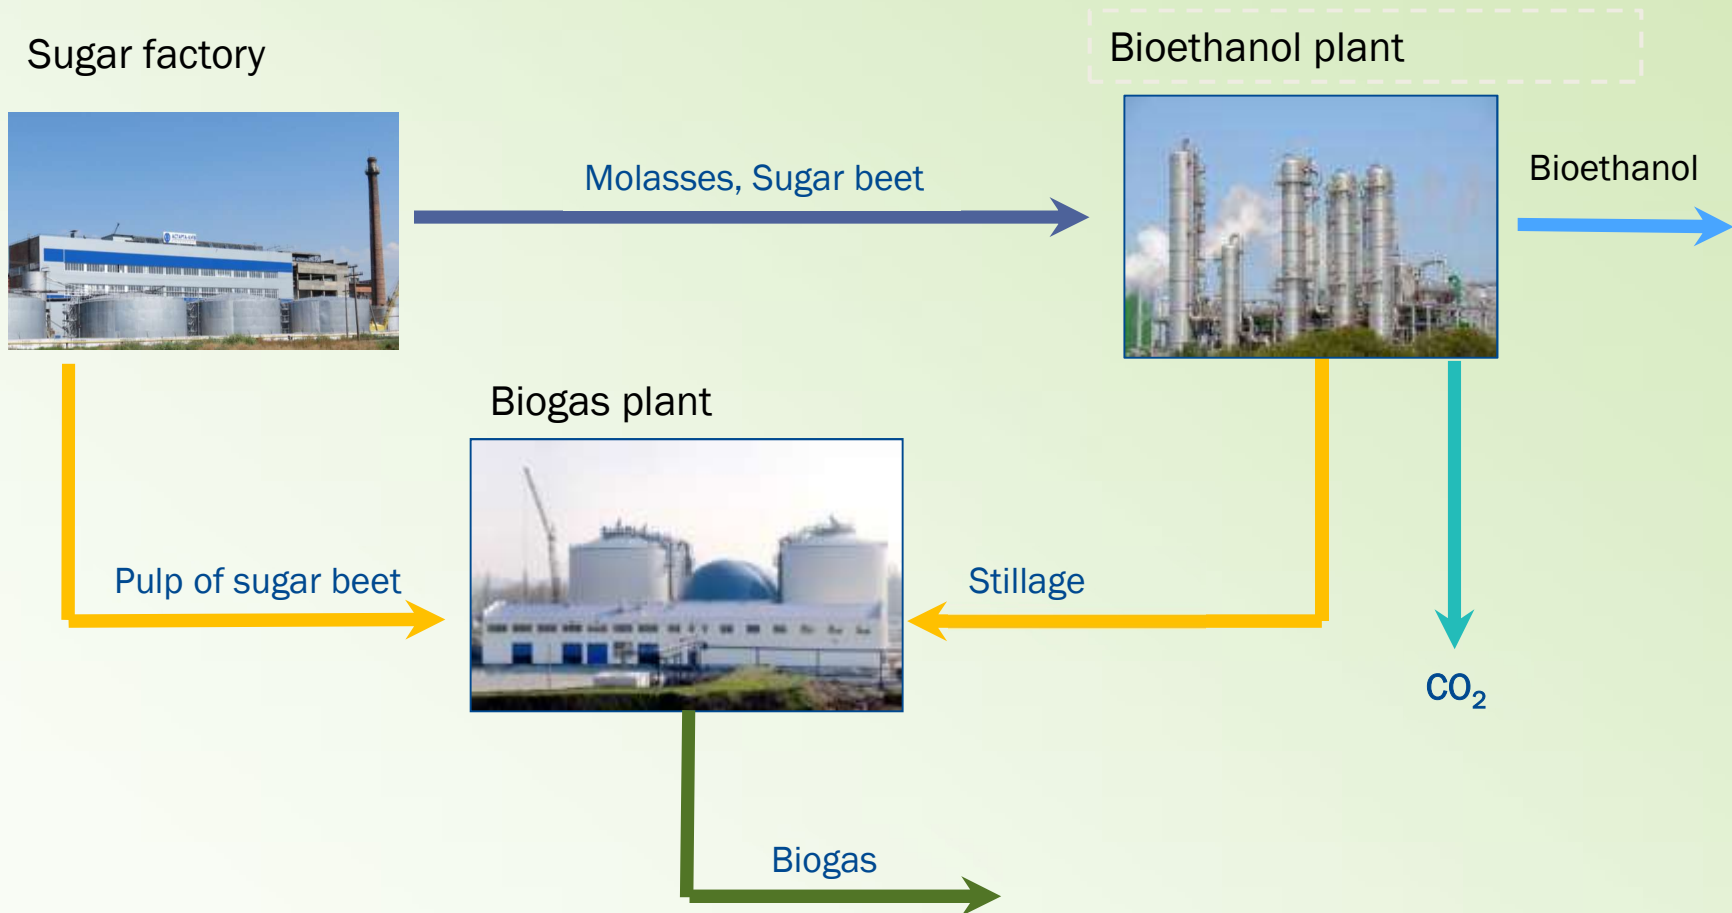 Sugar factory
Bioethanol plant
Molasses, Sugar beet
Bioethanol
Biogas plant
Pulp of sugar beet
Stillage
CO₂
Biogas